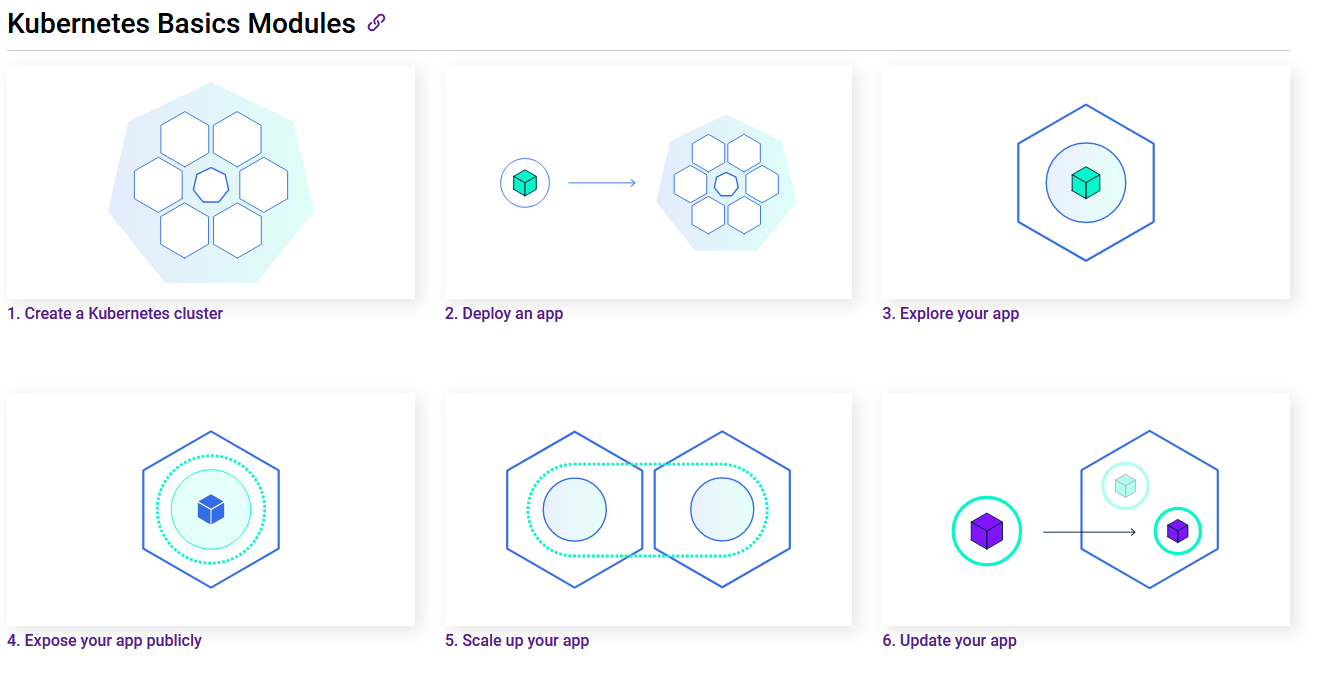 Kubernetes Basics Modules
1. Create a Kubernetes cluster
2. Deploy an app
3. Explore your app
4. Expose your app publicly
5. Scale up your app
6. Update your app